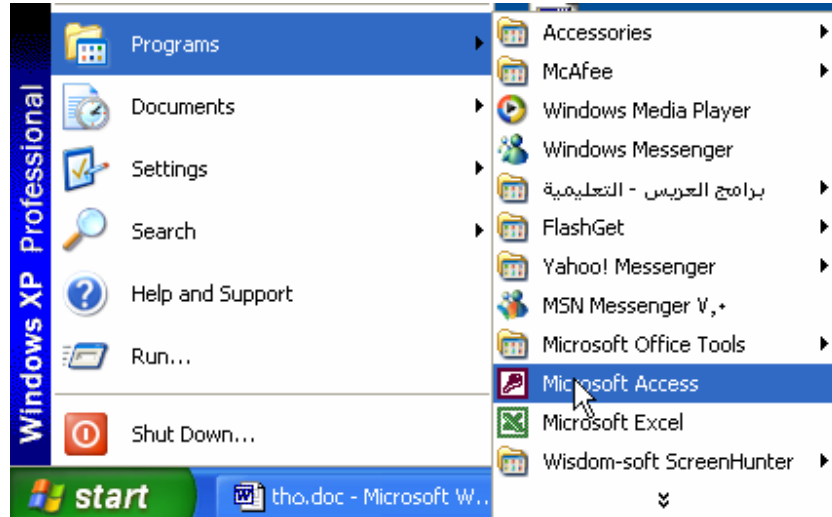 Windows XP Professional
Programs
Documents
Settings
Search
Help and Support
Run...
Shut Down...
Accessories
McAfee
Windows Media Player
Windows Messenger
برامج العريس - التعليمية
FlashGet
Yahoo! Messenger
MSN Messenger ٧,٠
Microsoft Office Tools
Microsoft Access
Microsoft Excel
Wisdom-soft ScreenHunter
start
tho.doc - Microsoft W...